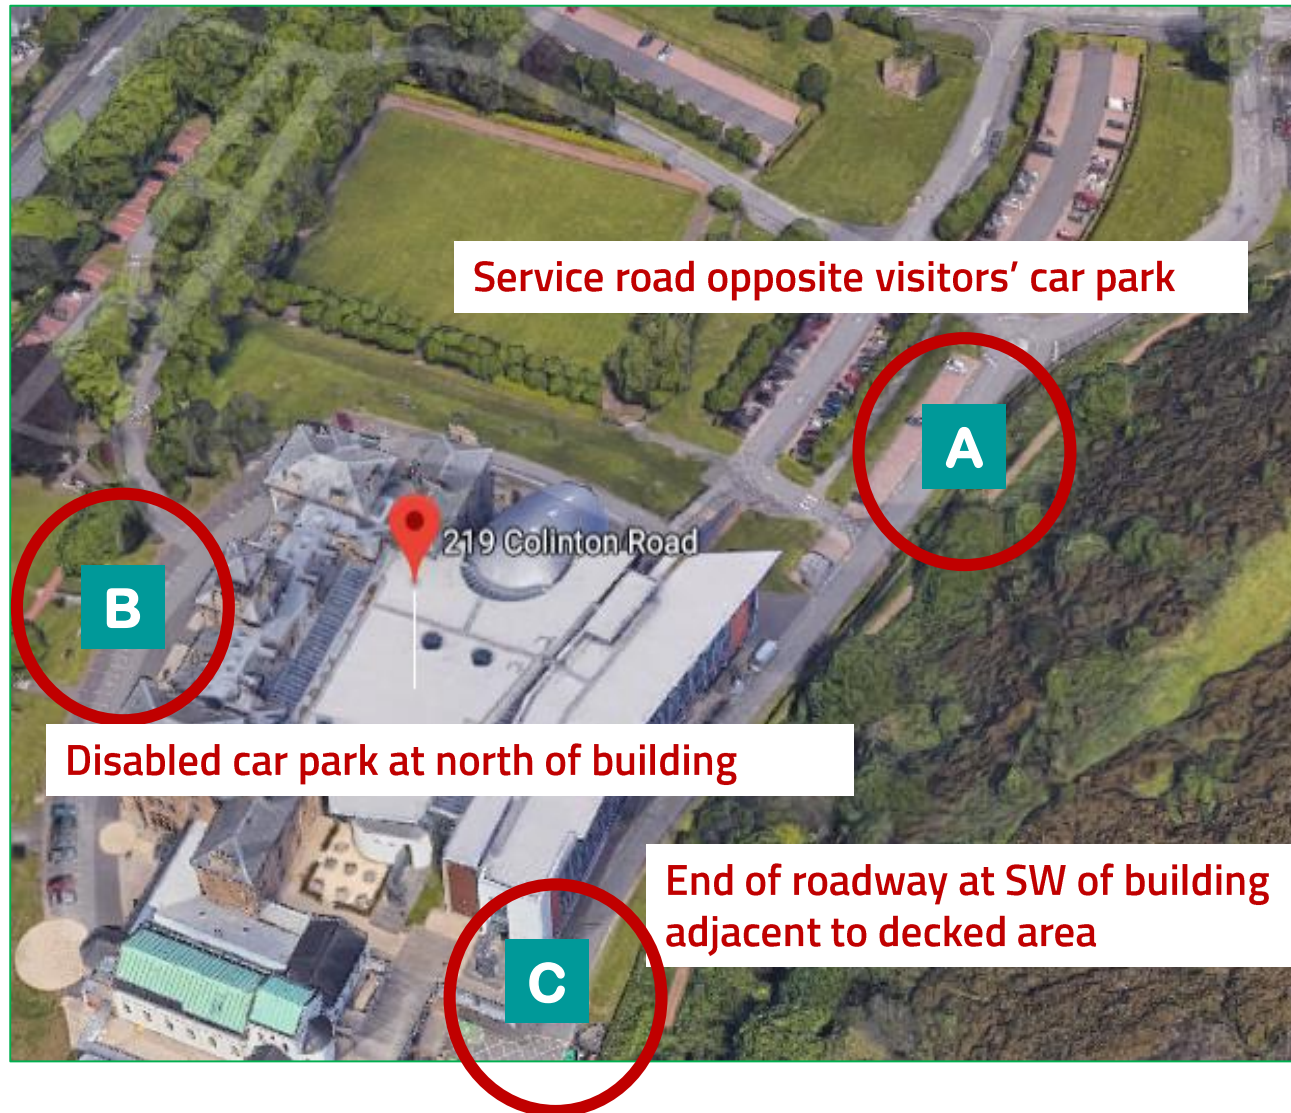 Service road opposite visitors’ car park
A
219 Colinton Road
B
Disabled car park at north of building
End of roadway at SW of building
adjacent to decked area
C